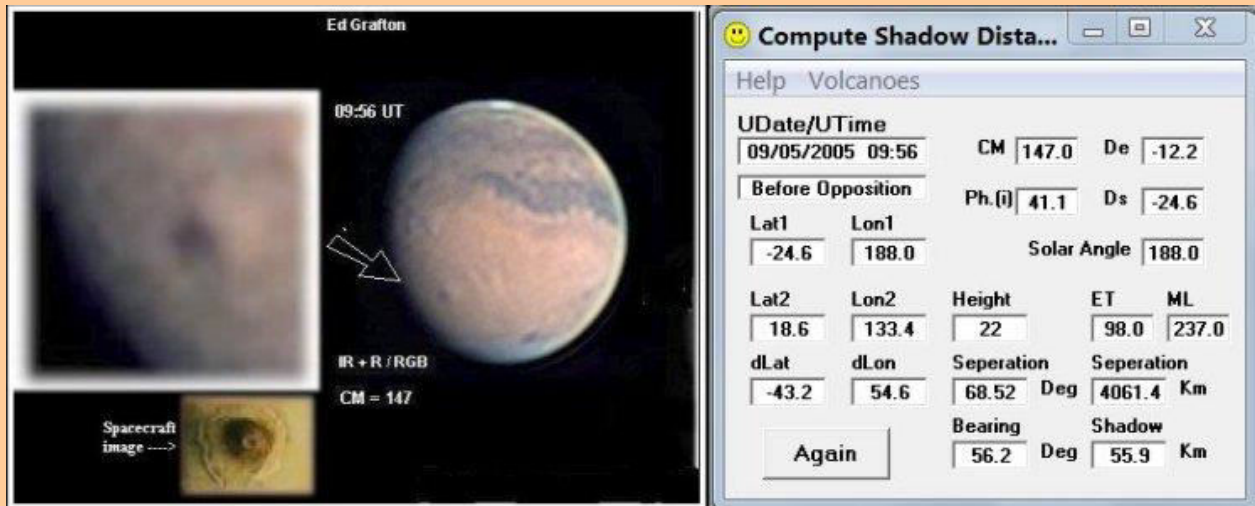 Ed Grafton
09:56 UT
IR + R / RGB
CM = 147
Spacecraft
image ---->
Compute Shadow Dista...
Help Volcanoes
UDate/UTime
09/05/2005 09:56
CM 147.0 De -12.2
Before Opposition
Ph.(i) 41.1 Ds -24.6
Lat1 Lon1
-24.6 188.0
Solar Angle 188.0
Lat2 Lon2 Height ET ML
18.6 133.4 22 98.0 237.0
dLat dLon Seperation Seperation
-43.2 54.6 68.52 Deg 4061.4 Km
Bearing Shadow
56.2 Deg 55.9 Km
Again